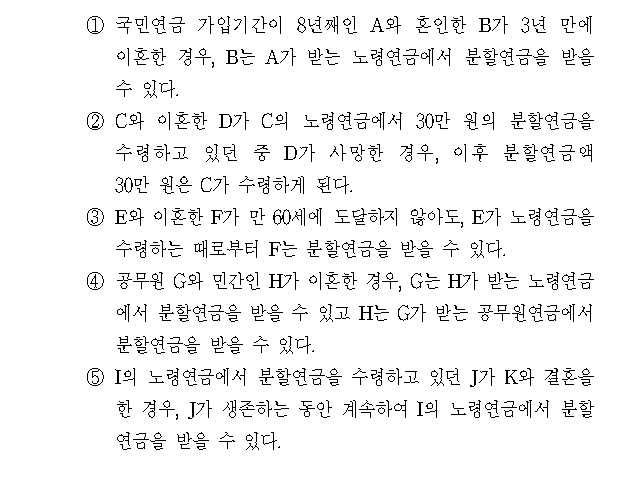 ① 국민연금 가입기간이 8년째인 A와 혼인한 B가 3년 만에
이혼한 경우, B는 A가 받는 노령연금에서 분할연금을 받을
수 있다.
② C와 이혼한 D가 C의 노령연금에서 30만 원의 분할연금을
수령하고 있던 중 D가 사망한 경우, 이후 분할연금액
30만 원은 C가 수령하게 된다.
③ E와 이혼한 F가 만 60세에 도달하지 않아도, E가 노령연금을
수령하는 때로부터 F는 분할연금을 받을 수 있다.
④ 공무원 G와 민간인 H가 이혼한 경우, G는 H가 받는 노령연금
에서 분할연금을 받을 수 있고 H는 G가 받는 공무원연금에서
분할연금을 받을 수 있다.
⑤ I의 노령연금에서 분할연금을 수령하고 있던 J가 K와 결혼을
한 경우, J가 생존하는 동안 계속하여 I의 노령연금에서 분할
연금을 받을 수 있다.